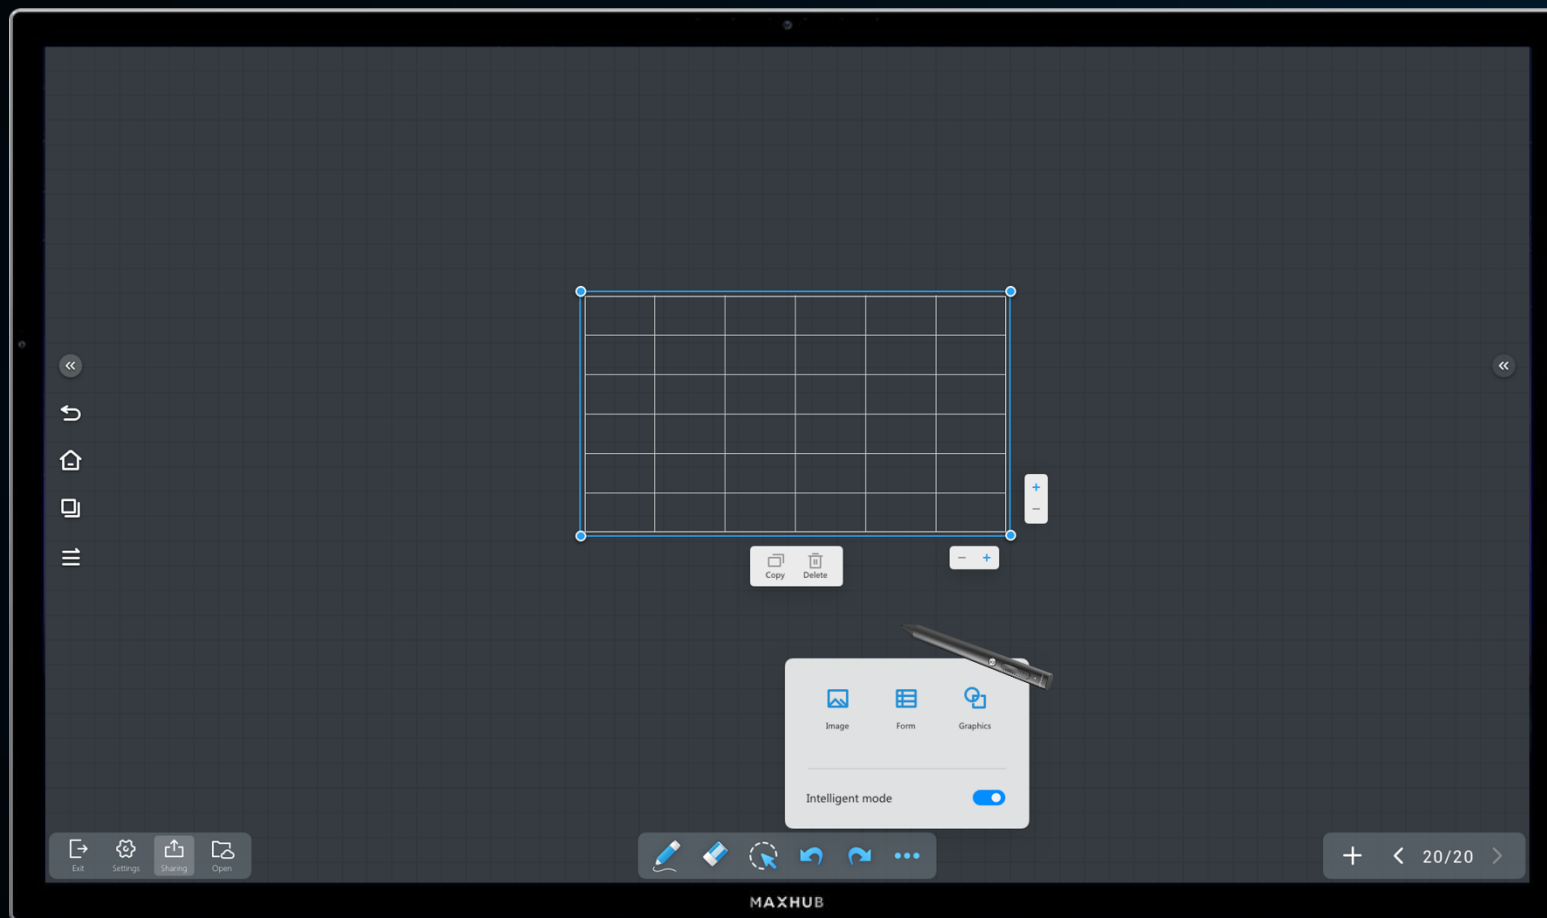 Copy Delete
Image Form Graphics
Intelligent mode
Exit Settings Sharing Open
20/20
MAXHUB